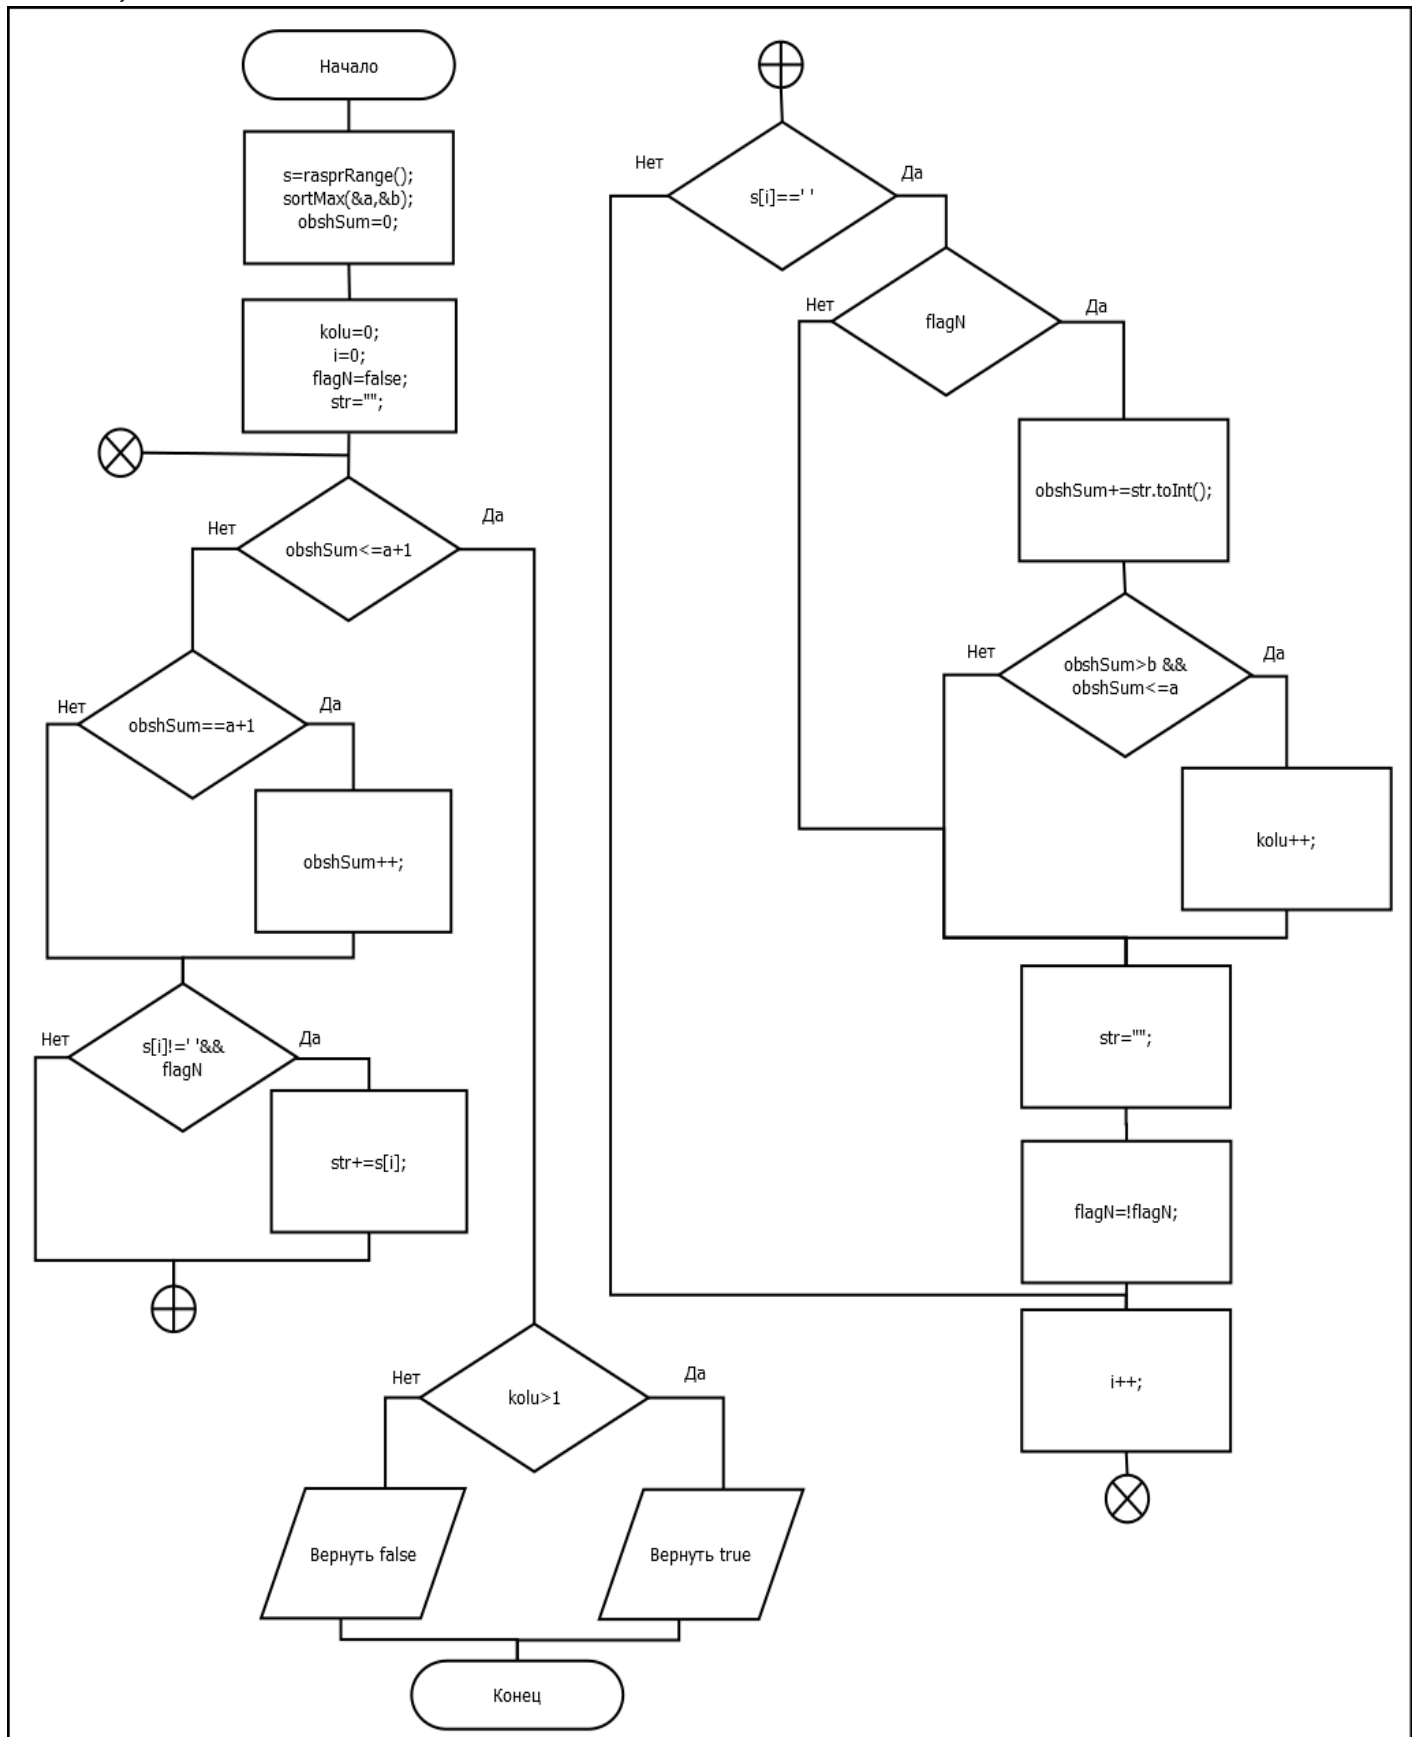 Начало
s=rasprRange();
sortMax(&a,&b);
obshSum=0;
kolu=0;
i=0;
flagN=false;
str="";
obshSum<=a+1
Нет
Да
obshSum==a+1
Нет
Да
obshSum++;
s[i]!=' '&&
flagN
Нет
Да
str+=s[i];
kolu>1
Нет
Да
Вернуть false
Вернуть true
Конец
s[i]==' '
Нет
Да
flagN
Нет
Да
obshSum+=str.toInt();
obshSum>b &&
obshSum<=a
Нет
Да
kolu++;
str="";
flagN=!flagN;
i++;